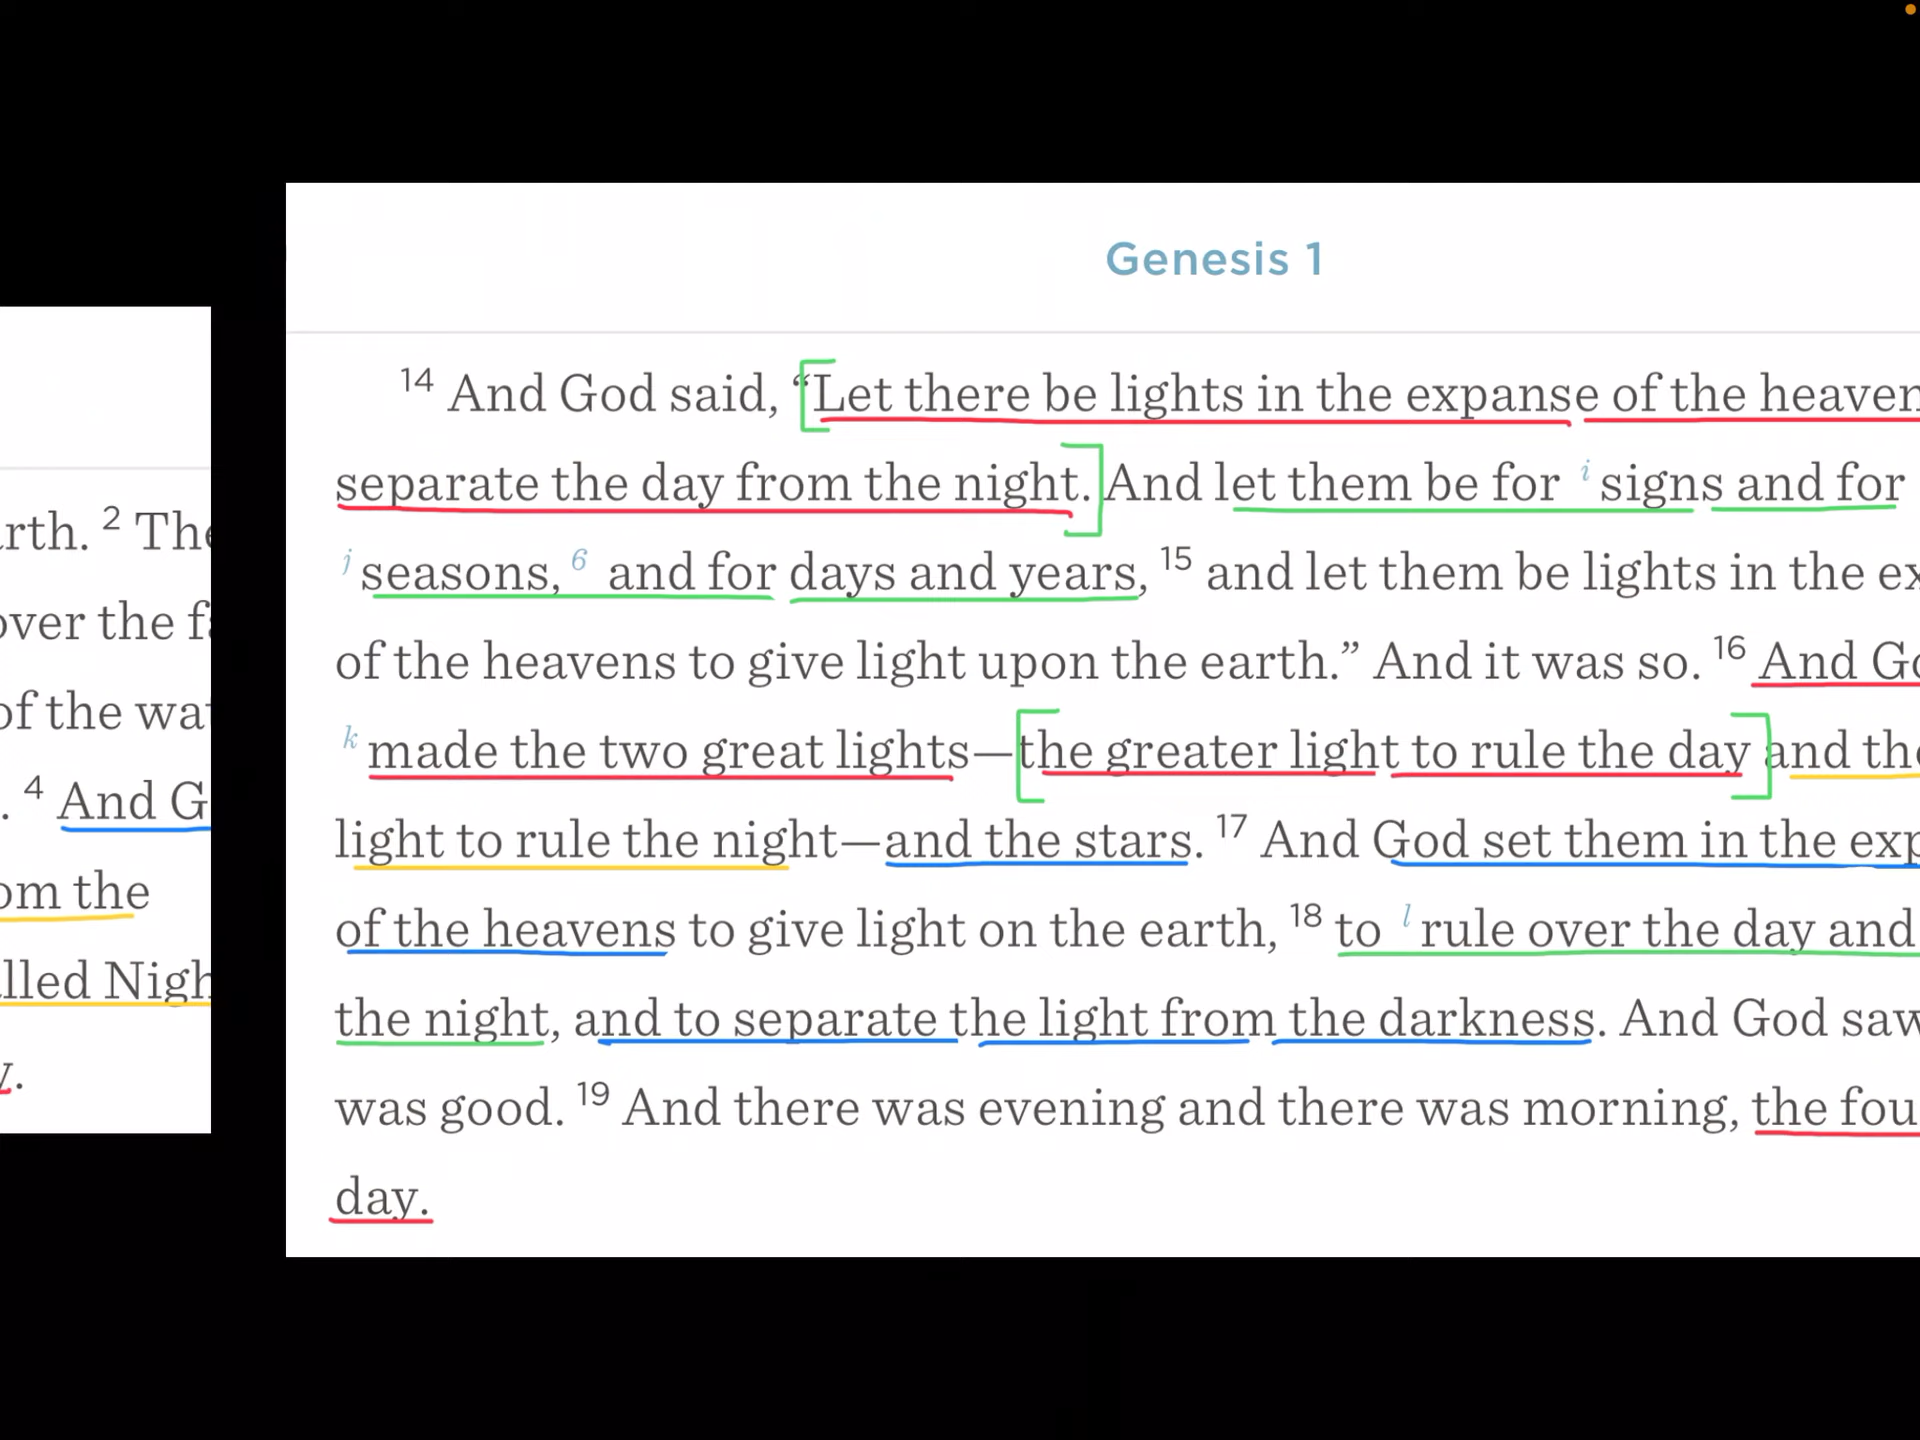 rth. 2 The
over the fa
of the wat
. 4 And G
om the
lled Nigh
y.
Genesis 1
14 And God said, “Let there be lights in the expanse of the heaven
separate the day from the night. And let them be for i signs and for
j seasons, 6 and for days and years, 15 and let them be lights in the ex
of the heavens to give light upon the earth.” And it was so. 16 And Go
k made the two great lights—the greater light to rule the day and the
light to rule the night—and the stars. 17 And God set them in the exp
of the heavens to give light on the earth, 18 to l rule over the day and
the night, and to separate the light from the darkness. And God saw
was good. 19 And there was evening and there was morning, the fou
day.